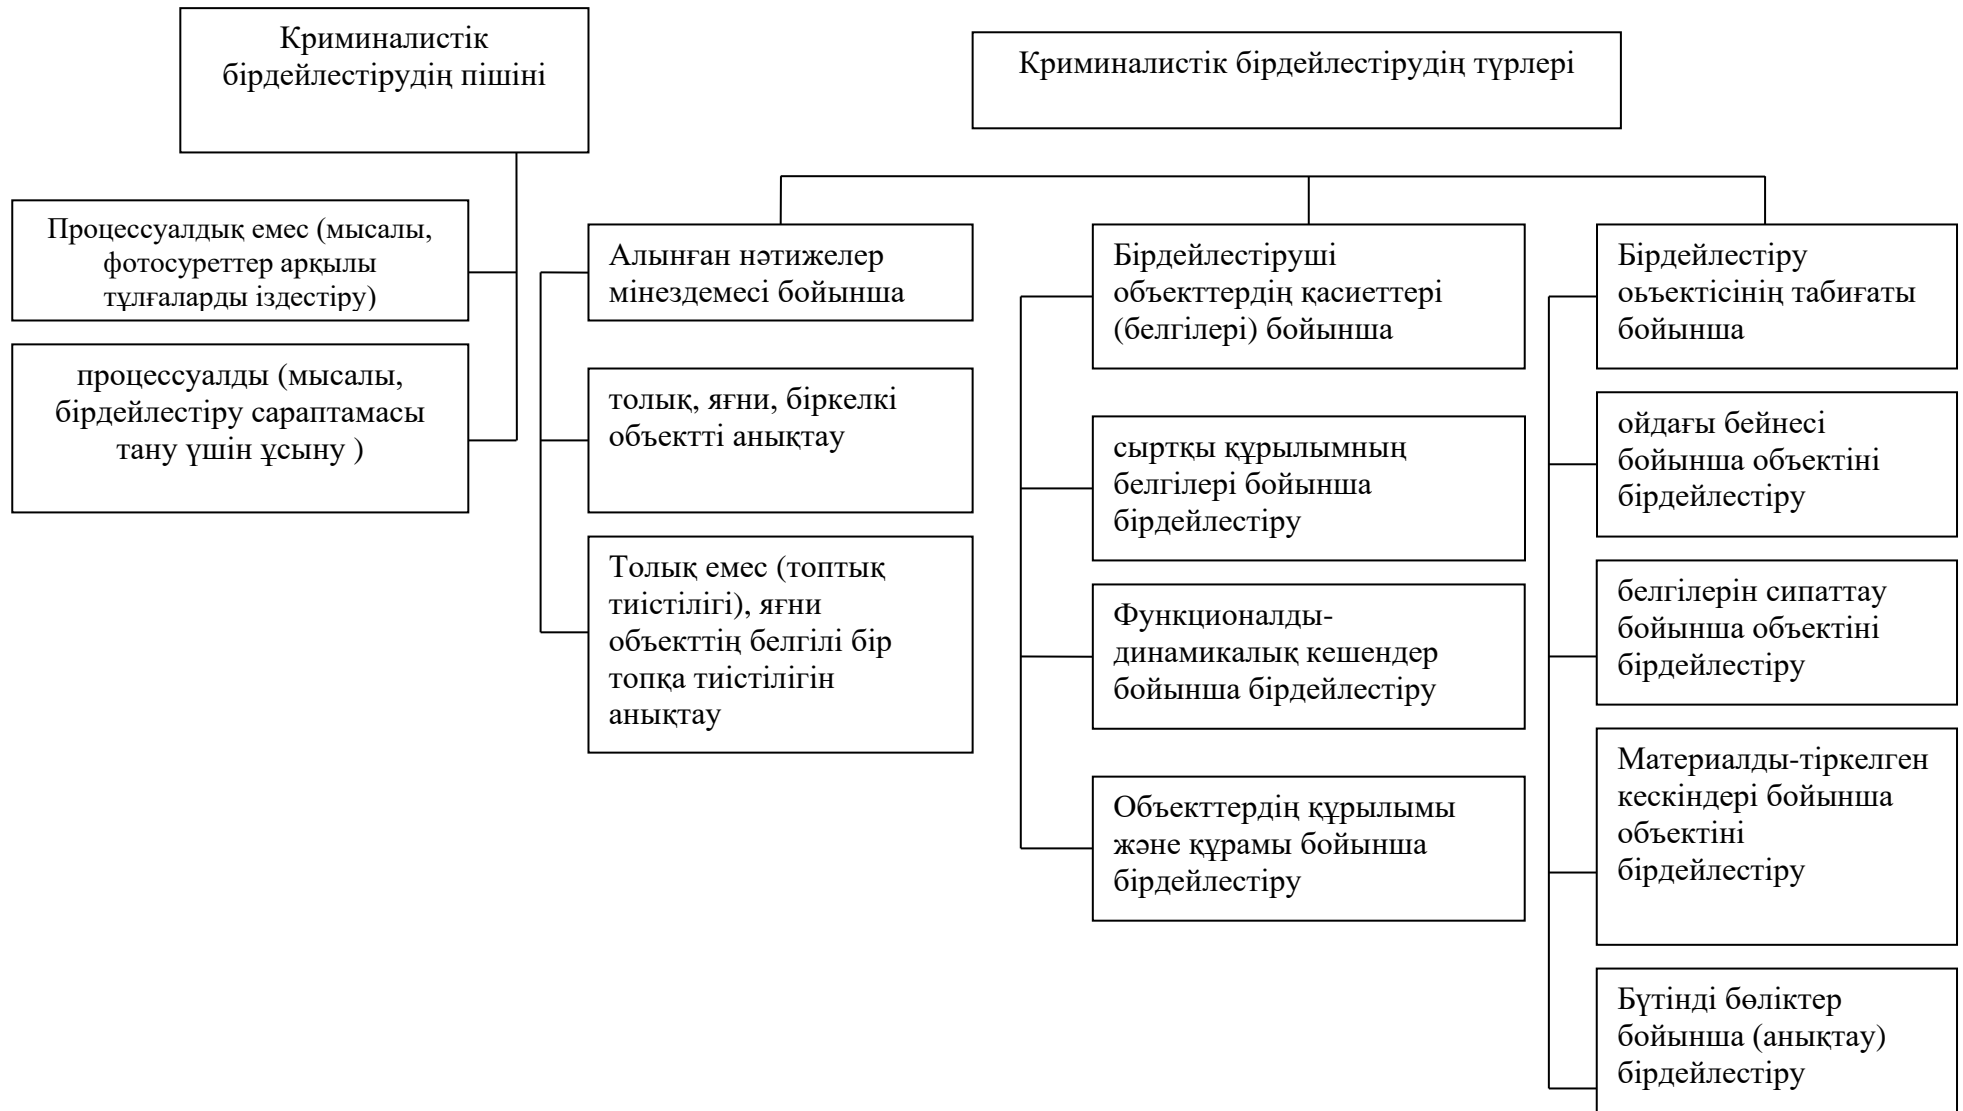 Криминалистік
бірдейлестірудің пішіні
Процессуалдық емес (мысалы,
фотосуреттер арқылы
тұлғаларды іздестіру)
процессуалды (мысалы,
бірдейлестіру сараптамасы
тану үшін ұсыну )
Криминалистік бірдейлестірудің түрлері
Алынған нәтижелер
мінездемесі бойынша
толық, яғни, біркелкі
объектті анықтау
Толық емес (топтық
тиістілігі), яғни
объекттің белгілі бір
топқа тиістілігін
анықтау
Бірдейлестіруші
объекттердің қасиеттері
(белгілері) бойынша
сыртқы құрылымның
белгілері бойынша
бірдейлестіру
Функционалды-
динамикалық кешендер
бойынша бірдейлестіру
Объекттердің құрылымы
және құрамы бойынша
бірдейлестіру
Бірдейлестіру
оьъектісінің табиғаты
бойынша
ойдағы бейнесі
бойынша объектіні
бірдейлестіру
белгілерін сипаттау
бойынша объектіні
бірдейлестіру
Материалды-тіркелген
кескіндері бойынша
объектіні
бірдейлестіру
Бүтінді бөліктер
бойынша (анықтау)
бірдейлестіру